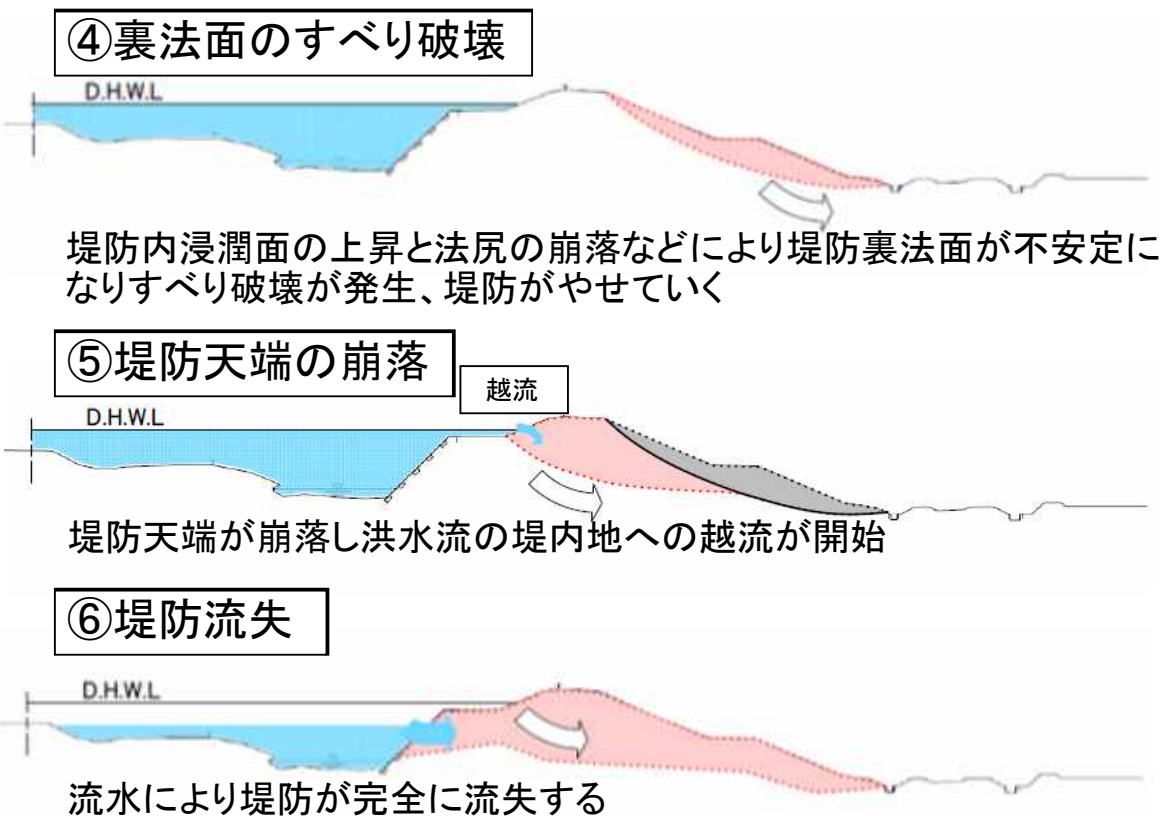 ④裏法面のすべり破壊
D.H.W.L
堤防内浸潤面の上昇と法尻の崩落などにより堤防裏法面が不安定に
なりすべり破壊が発生、堤防がやせていく
⑤堤防天端の崩落
越流
D.H.W.L
堤防天端が崩落し洪水流の堤内地への越流が開始
⑥堤防流失
D.H.W.L
流水により堤防が完全に流失する